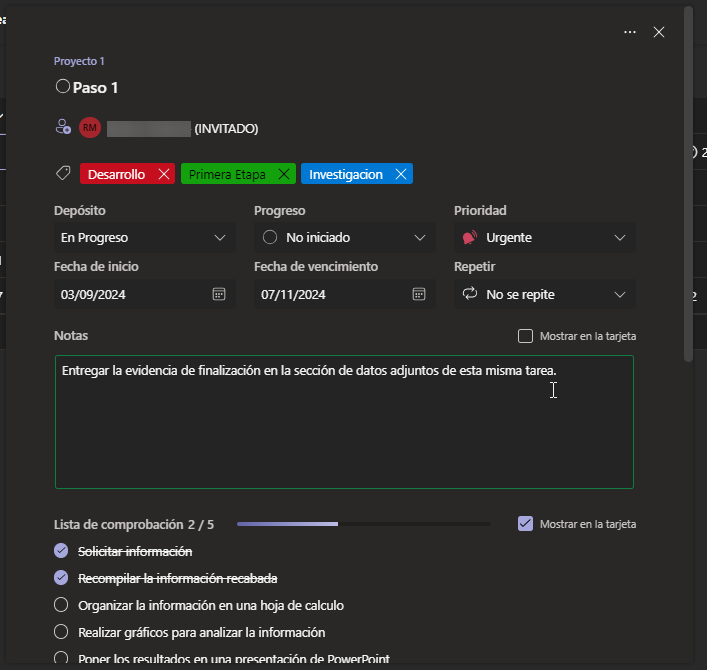 Proyecto 1
Paso 1
RM (INVITADO)
Desarrollo Primera Etapa Investigacion
Depósito Progreso Prioridad
En Progreso No iniciado Urgente
Fecha de inicio Fecha de vencimiento Repetir
03/09/2024 07/11/2024 No se repite
Notas Mostrar en la tarjeta
Entregar la evidencia de finalización en la sección de datos adjuntos de esta misma tarea.
Lista de comprobación 2 / 5 Mostrar en la tarjeta
Solicitar información
Recompilar la información recabada
Organizar la información en una hoja de calculo
Realizar gráficos para analizar la información
Poner los resultados en una presentación de PowerPoint